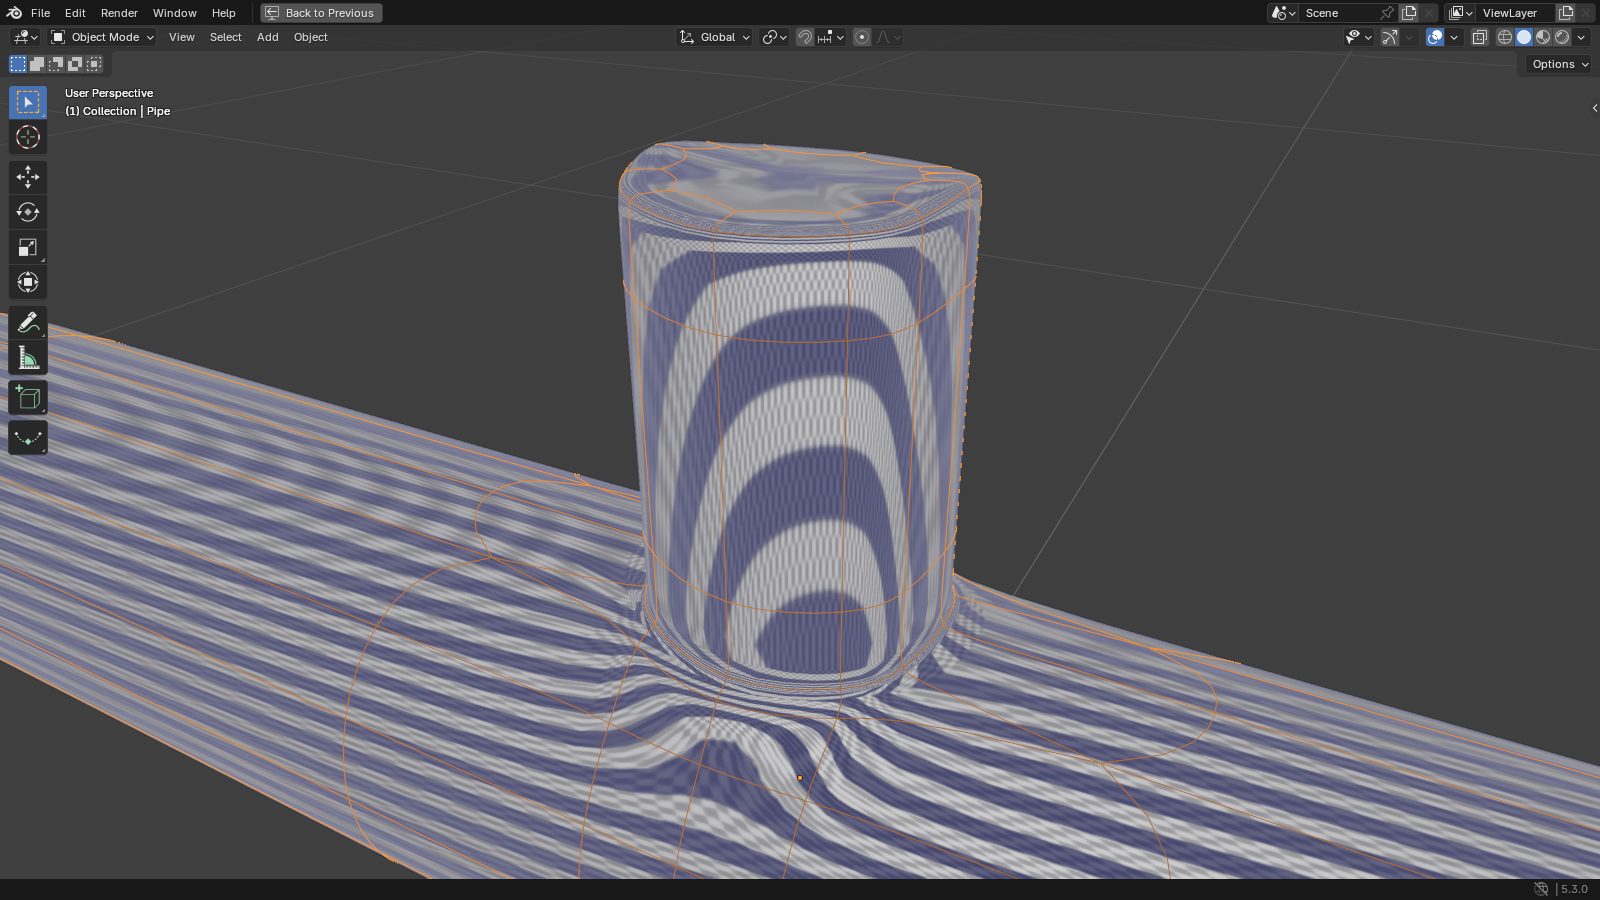 File Edit Render Window Help Back to Previous Scene ViewLayer
Object Mode View Select Add Object Global
Options
User Perspective
(1) Collection | Pipe
5.3.0